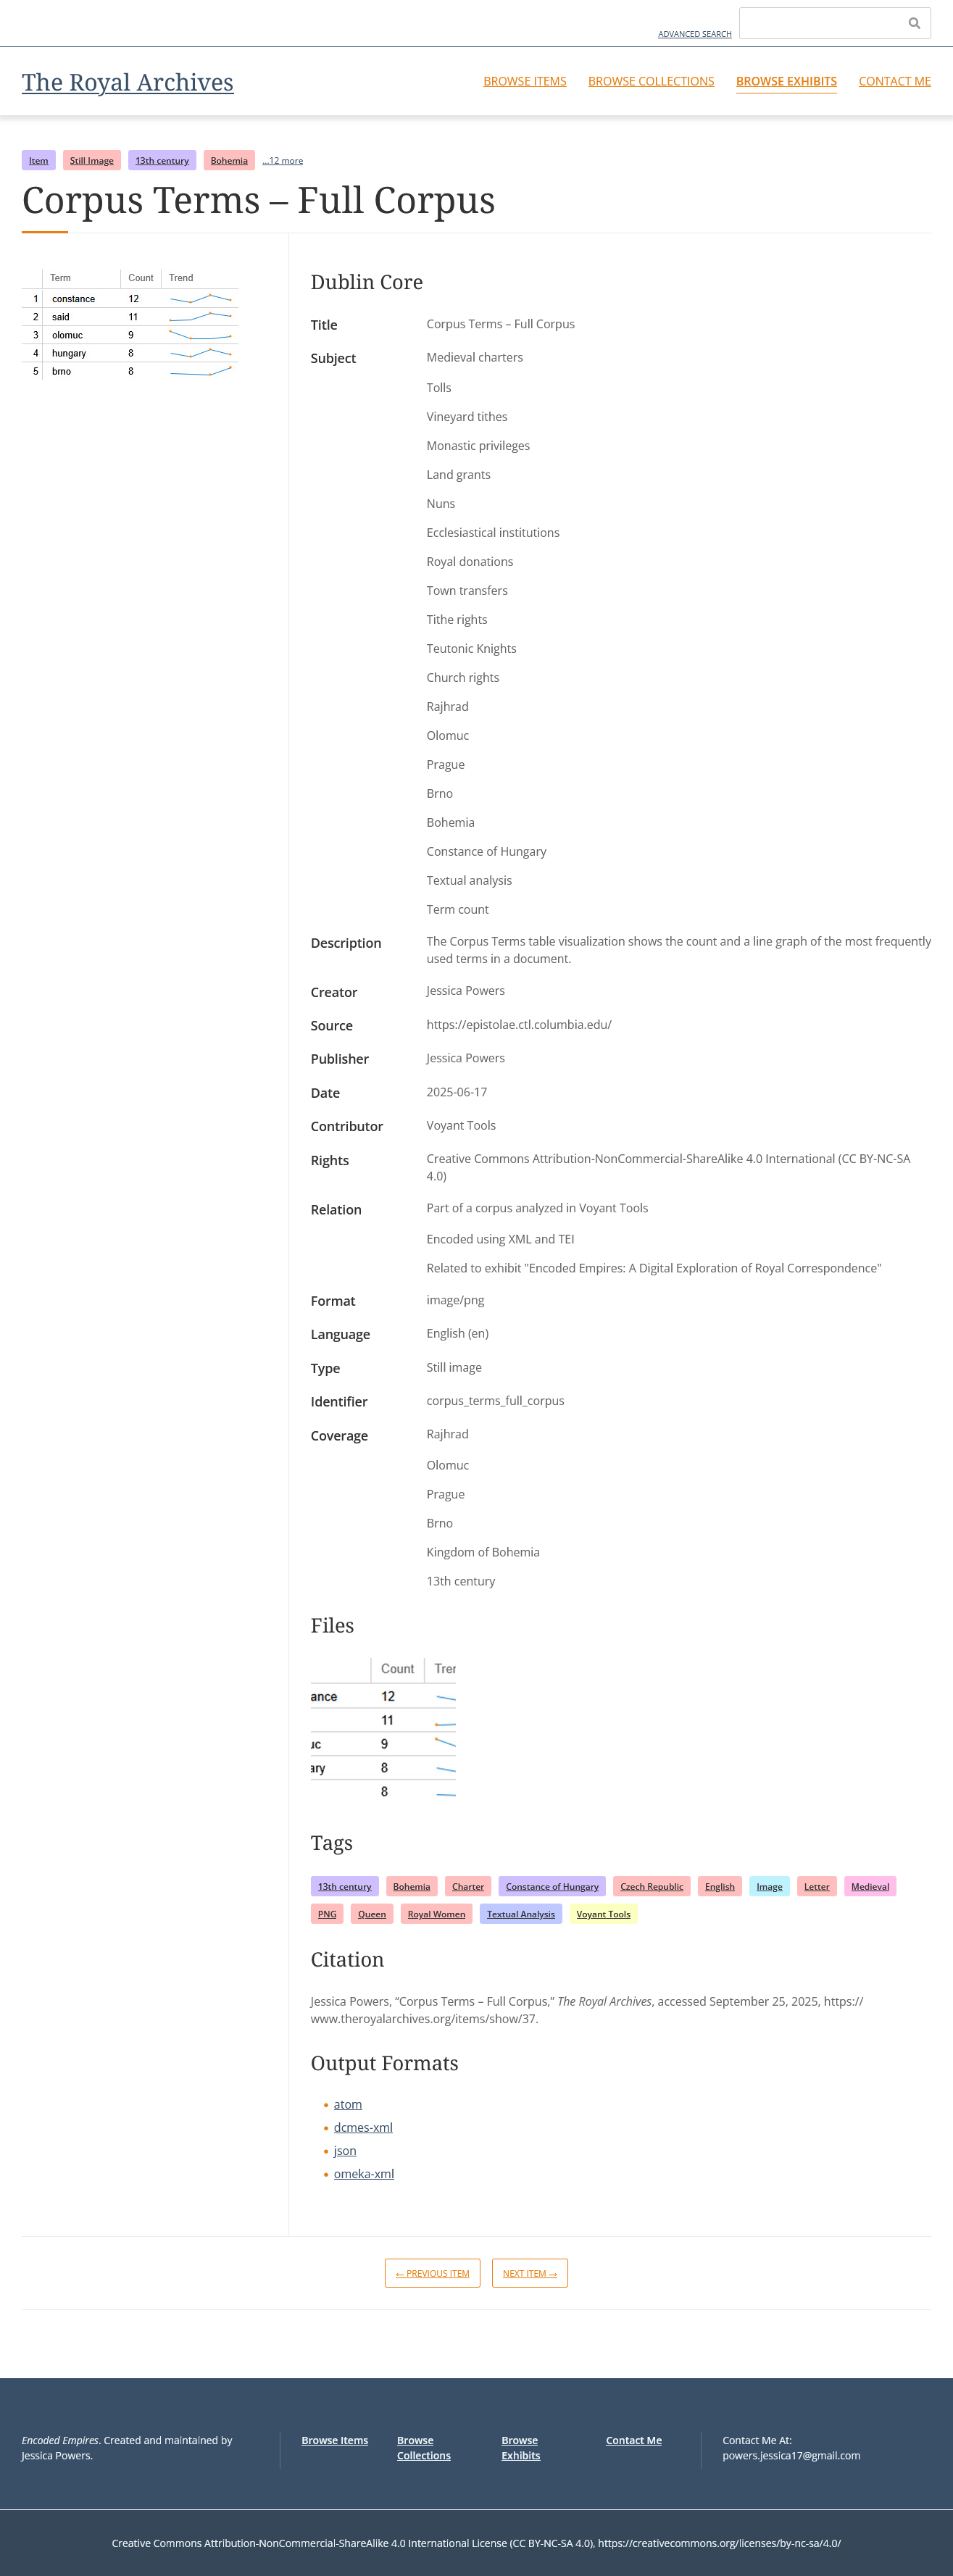 ADVANCED SEARCH
The Royal Archives
BROWSE ITEMS BROWSE COLLECTIONS BROWSE EXHIBITS CONTACT ME
Item Still Image 13th century Bohemia ...12 more
Corpus Terms – Full Corpus
Term Count Trend
1 constance 12
2 said 11
3 olomuc 9
4 hungary 8
5 brno 8
Dublin Core
Title Corpus Terms – Full Corpus
Subject Medieval charters
Tolls
Vineyard tithes
Monastic privileges
Land grants
Nuns
Ecclesiastical institutions
Royal donations
Town transfers
Tithe rights
Teutonic Knights
Church rights
Rajhrad
Olomuc
Prague
Brno
Bohemia
Constance of Hungary
Textual analysis
Term count
Description The Corpus Terms table visualization shows the count and a line graph of the most frequently
used terms in a document.
Creator Jessica Powers
Source https://epistolae.ctl.columbia.edu/
Publisher Jessica Powers
Date 2025-06-17
Contributor Voyant Tools
Rights Creative Commons Attribution-NonCommercial-ShareAlike 4.0 International (CC BY-NC-SA
4.0)
Relation Part of a corpus analyzed in Voyant Tools
Encoded using XML and TEI
Related to exhibit "Encoded Empires: A Digital Exploration of Royal Correspondence"
Format image/png
Language English (en)
Type Still image
Identifier corpus_terms_full_corpus
Coverage Rajhrad
Olomuc
Prague
Brno
Kingdom of Bohemia
13th century
Files
Count Tren
ance 12
11
uc 9
ary 8
8
Tags
13th century Bohemia Charter Constance of Hungary Czech Republic English Image Letter Medieval
PNG Queen Royal Women Textual Analysis Voyant Tools
Citation
Jessica Powers, “Corpus Terms – Full Corpus,” The Royal Archives, accessed September 25, 2025, https://
www.theroyalarchives.org/items/show/37.
Output Formats
• atom
• dcmes-xml
• json
• omeka-xml
← PREVIOUS ITEM NEXT ITEM →
Encoded Empires. Created and maintained by
Jessica Powers.
Browse Items
Browse
Collections
Browse
Exhibits
Contact Me
Contact Me At:
powers.jessica17@gmail.com
Creative Commons Attribution-NonCommercial-ShareAlike 4.0 International License (CC BY-NC-SA 4.0), https://creativecommons.org/licenses/by-nc-sa/4.0/